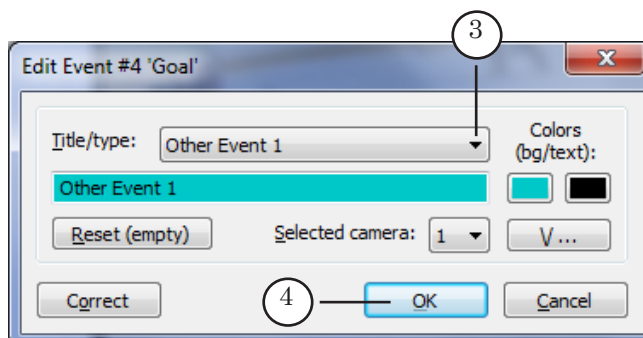 3
Edit Event #4 'Goal'
Title/type: Other Event 1 Colors
(bg/text):
Other Event 1
Reset (empty) Selected camera: 1 V ...
4
Correct OK Cancel